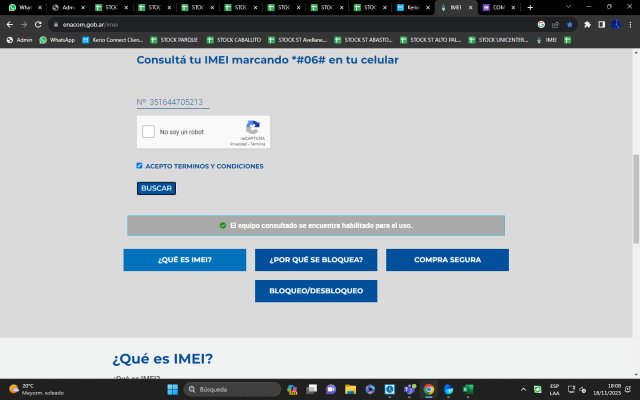 What
Adm
STOC
STOC
STOC
STOC
STOC
STOC
STOC
Kerio
IMEI
COM
enacom.gob.ar/imei
Admin
WhatsApp
Kerio Connect Clien...
STOCK PARQUE
STOCK CABALLITO
STOCK ST Avellane...
STOCK ST ABASTO...
STOCK ST ALTO PAL...
STOCK UNICENTER...
IMEI
Consultá tu IMEI marcando *#06# en tu celular
Nº 351644705213
No soy un robot
reCAPTCHA
Privacidad - Términos
ACEPTO TERMINOS Y CONDICIONES
BUSCAR
El equipo consultado se encuentra habilitado para el uso.
¿QUÉ ES IMEI?
¿POR QUÉ SE BLOQUEA?
COMPRA SEGURA
BLOQUEO/DESBLOQUEO
¿Qué es IMEI?
¿Qué es IMEI?
20°C
Mayorm. soleado
Búsqueda
ESP
LAA
18:08
18/11/2023